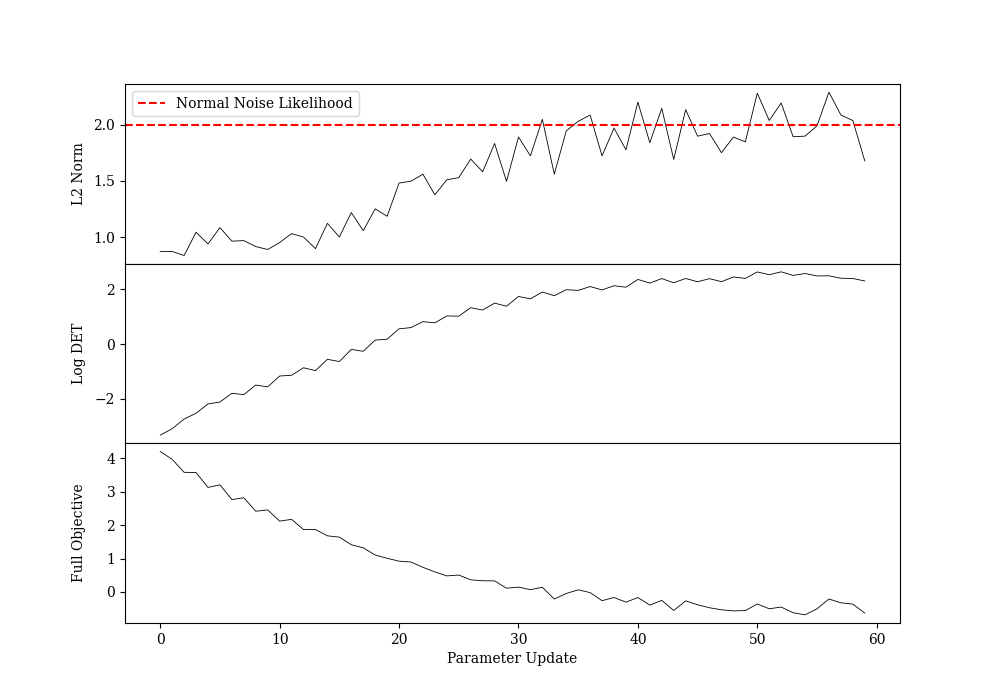 Normal Noise Likelihood
2.0
1.5
1.0
L2 Norm
2
0
−2
Log DET
4
3
2
1
0
Full Objective
0 10 20 30 40 50 60
Parameter Update